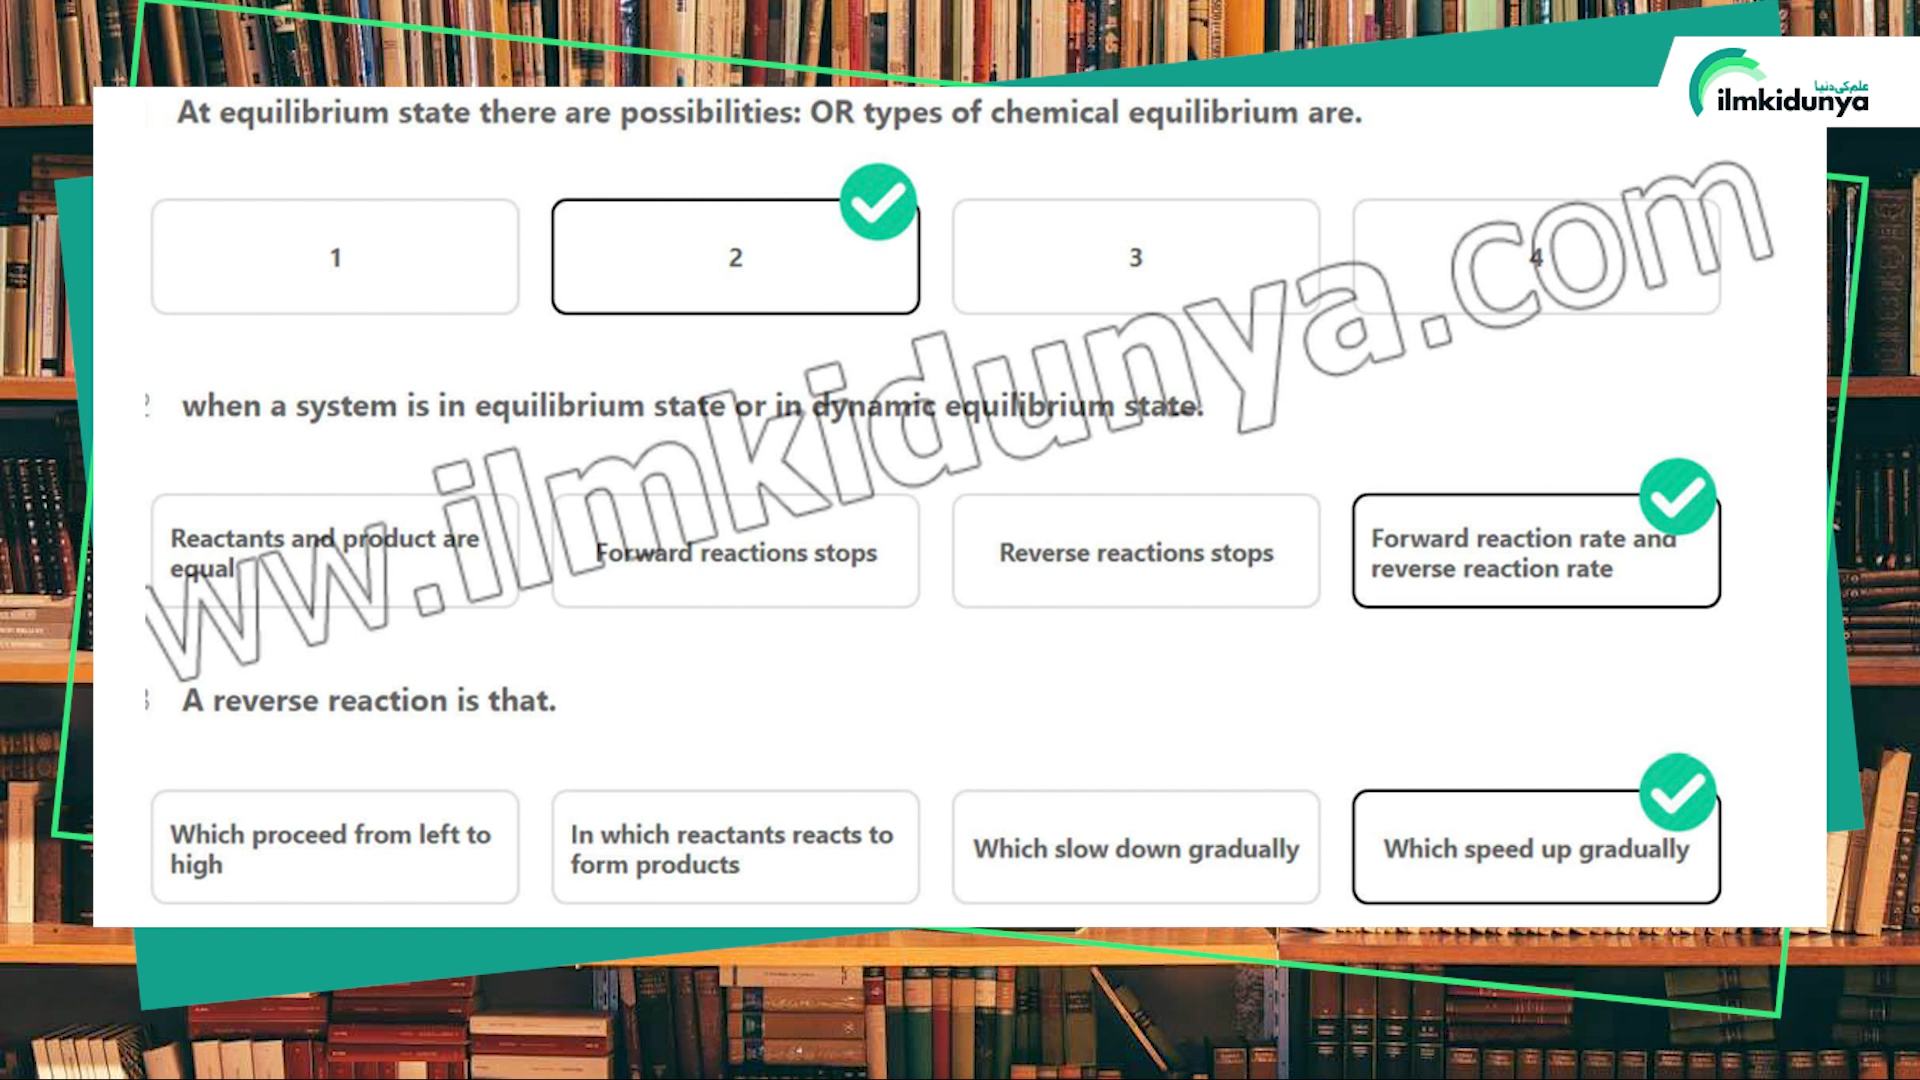 علم کی دنیا
ilmkidunya
At equilibrium state there are possibilities: OR types of chemical equilibrium are.
1
2
3
4
when a system is in equilibrium state or in dynamic equilibrium state.
Reactants and product are
equal
Forward reactions stops
Reverse reactions stops
Forward reaction rate and
reverse reaction rate
A reverse reaction is that.
Which proceed from left to
high
In which reactants reacts to
form products
Which slow down gradually
Which speed up gradually
ww.ilmkidunya.com